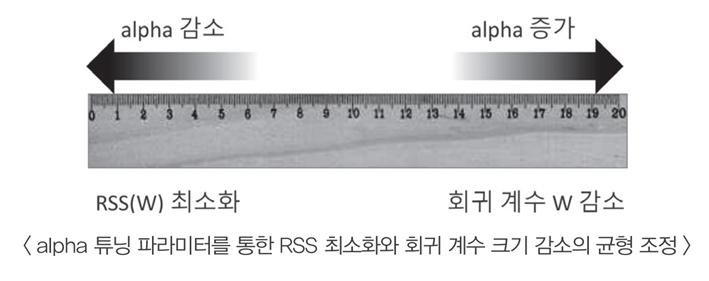 alpha 감소 alpha 증가
0 1 2 3 4 5 6 7 8 9 10 11 12 13 14 15 16 17 18 19 20
RSS(W) 최소화 회귀 계수 W 감소
〈 alpha 튜닝 파라미터를 통한 RSS 최소화와 회귀 계수 크기 감소의 균형 조정 〉